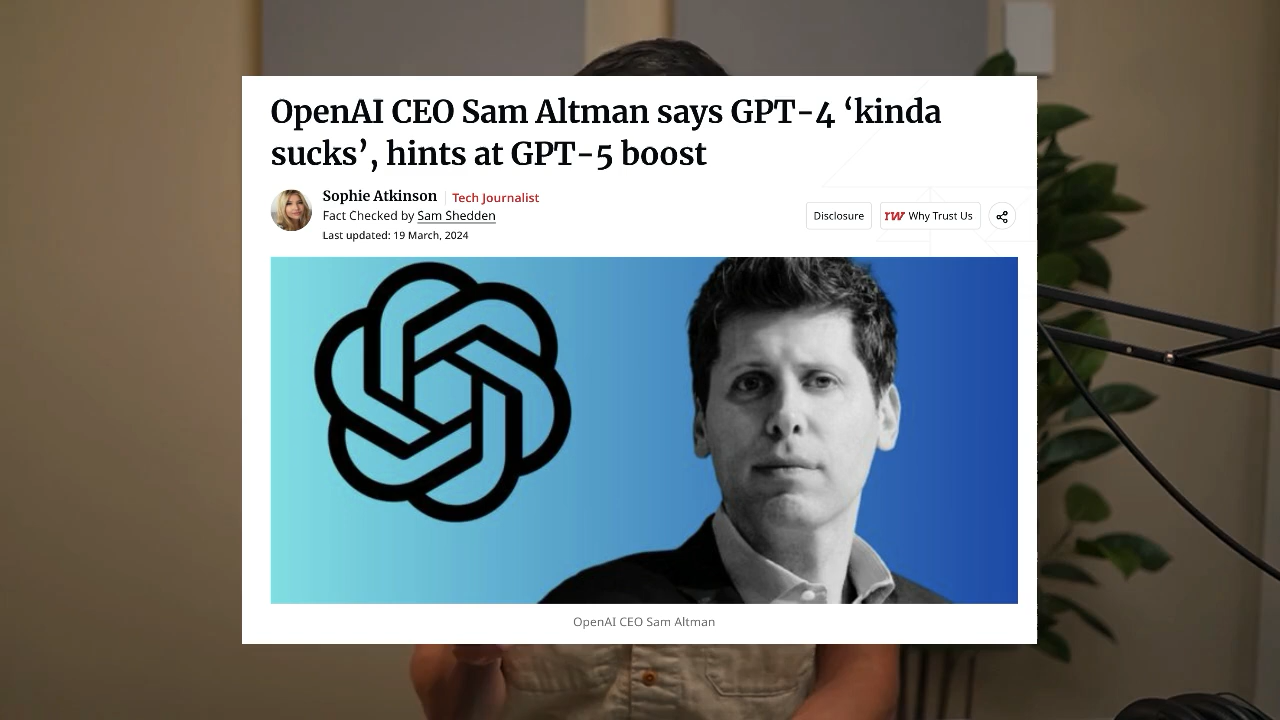 OpenAI CEO Sam Altman says GPT-4 ‘kinda
sucks’, hints at GPT-5 boost
Sophie Atkinson | Tech Journalist
Fact Checked by Sam Shedden
Last updated: 19 March, 2024
Disclosure
RW Why Trust Us
OpenAI CEO Sam Altman